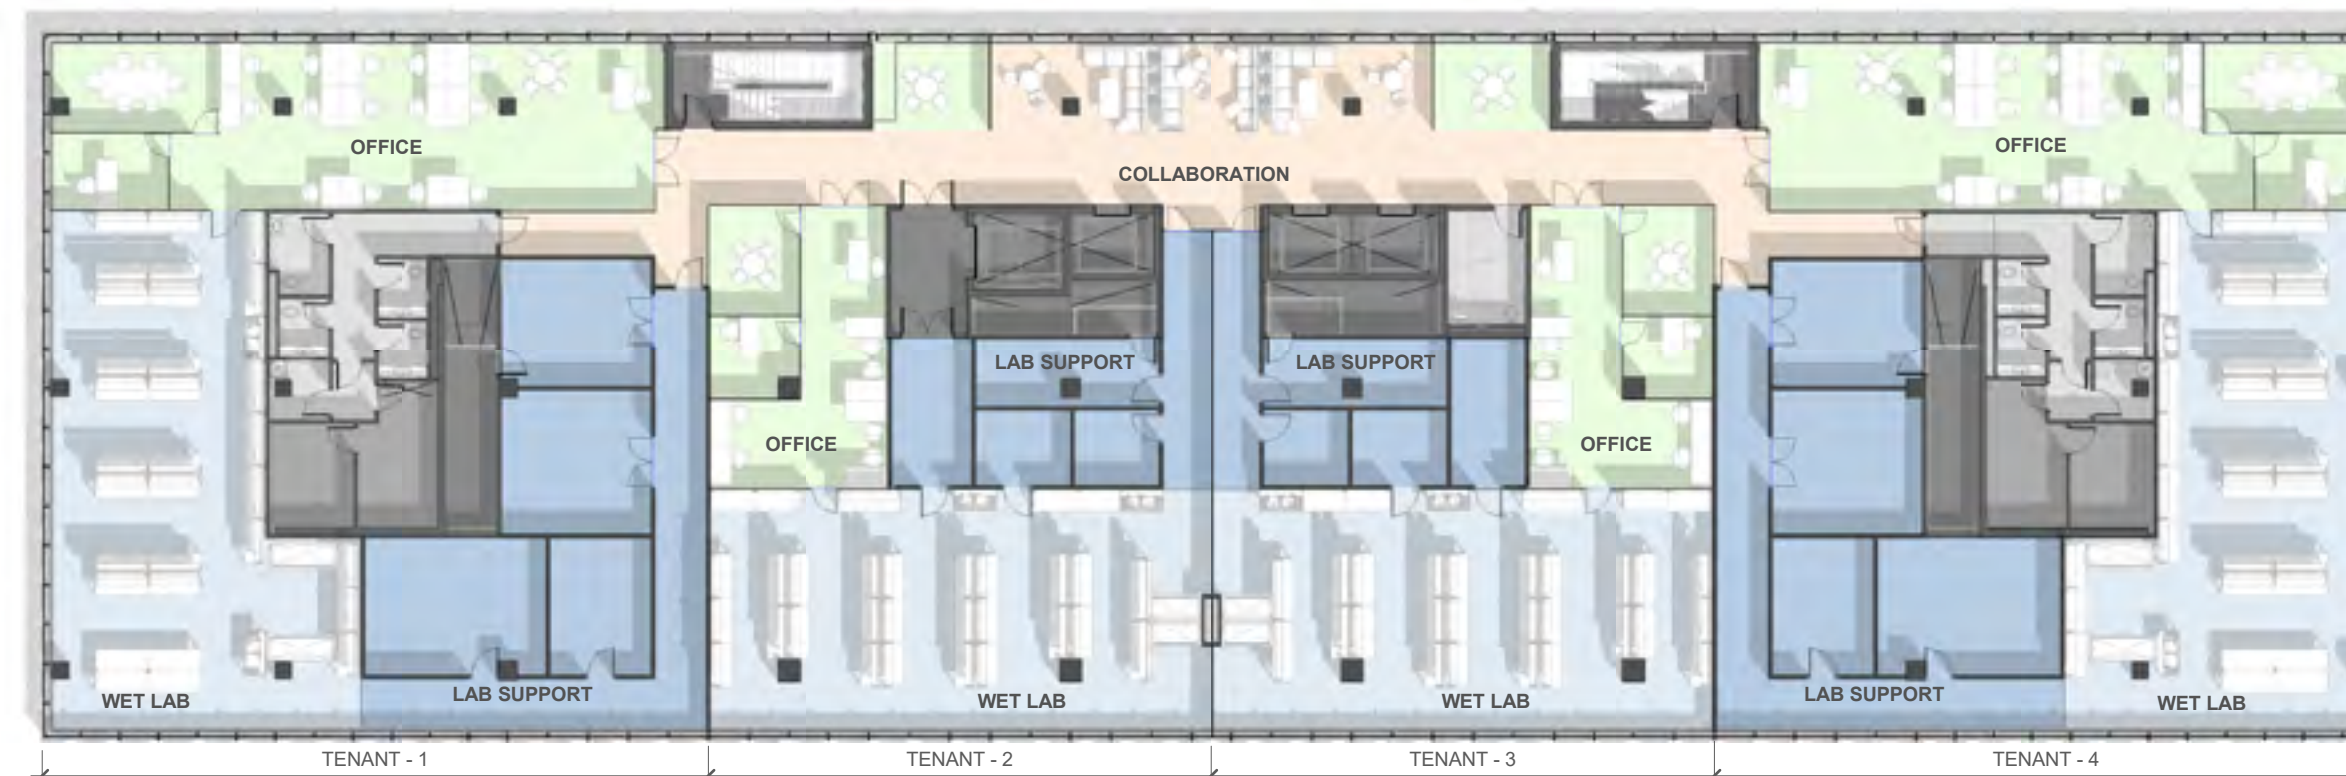 OFFICE
OFFICE
COLLABORATION
LAB SUPPORT
LAB SUPPORT
OFFICE
OFFICE
WET LAB
LAB SUPPORT
WET LAB
WET LAB
LAB SUPPORT
WET LAB
TENANT - 1
TENANT - 2
TENANT - 3
TENANT - 4